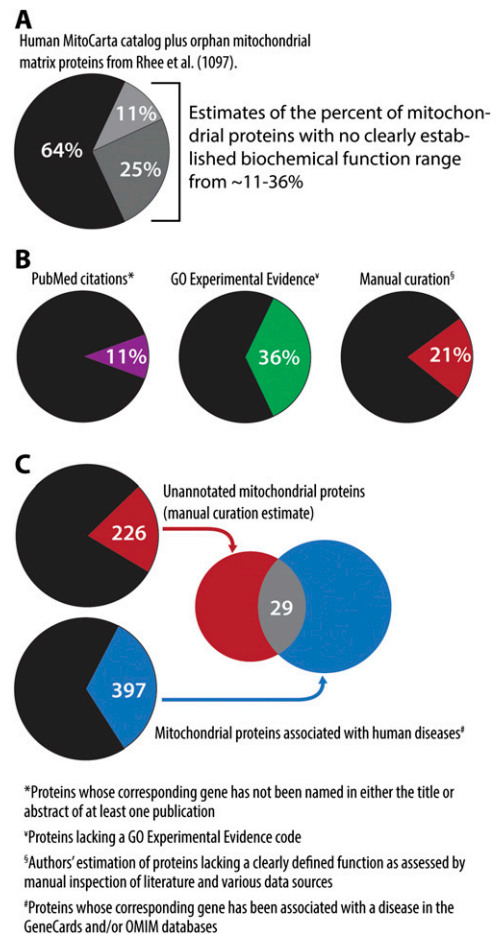 A
Human MitoCarta catalog plus orphan mitochondrial
matrix proteins from Rhee et al. (1097).
11%
64%
25%
Estimates of the percent of mitochon-
drial proteins with no clearly estab-
lished biochemical function range
from ~11-36%
B
PubMed citations*
GO Experimental Evidence¥
Manual curation§
11%
36%
21%
C
Unannotated mitochondrial proteins
(manual curation estimate)
226
29
397
Mitochondrial proteins associated with human diseases#
*Proteins whose corresponding gene has not been named in either the title or
abstract of at least one publication
¥Proteins lacking a GO Experimental Evidence code
§Authors' estimation of proteins lacking a clearly defined function as assessed by
manual inspection of literature and various data sources
#Proteins whose corresponding gene has been associated with a disease in the
GeneCards and/or OMIM databases